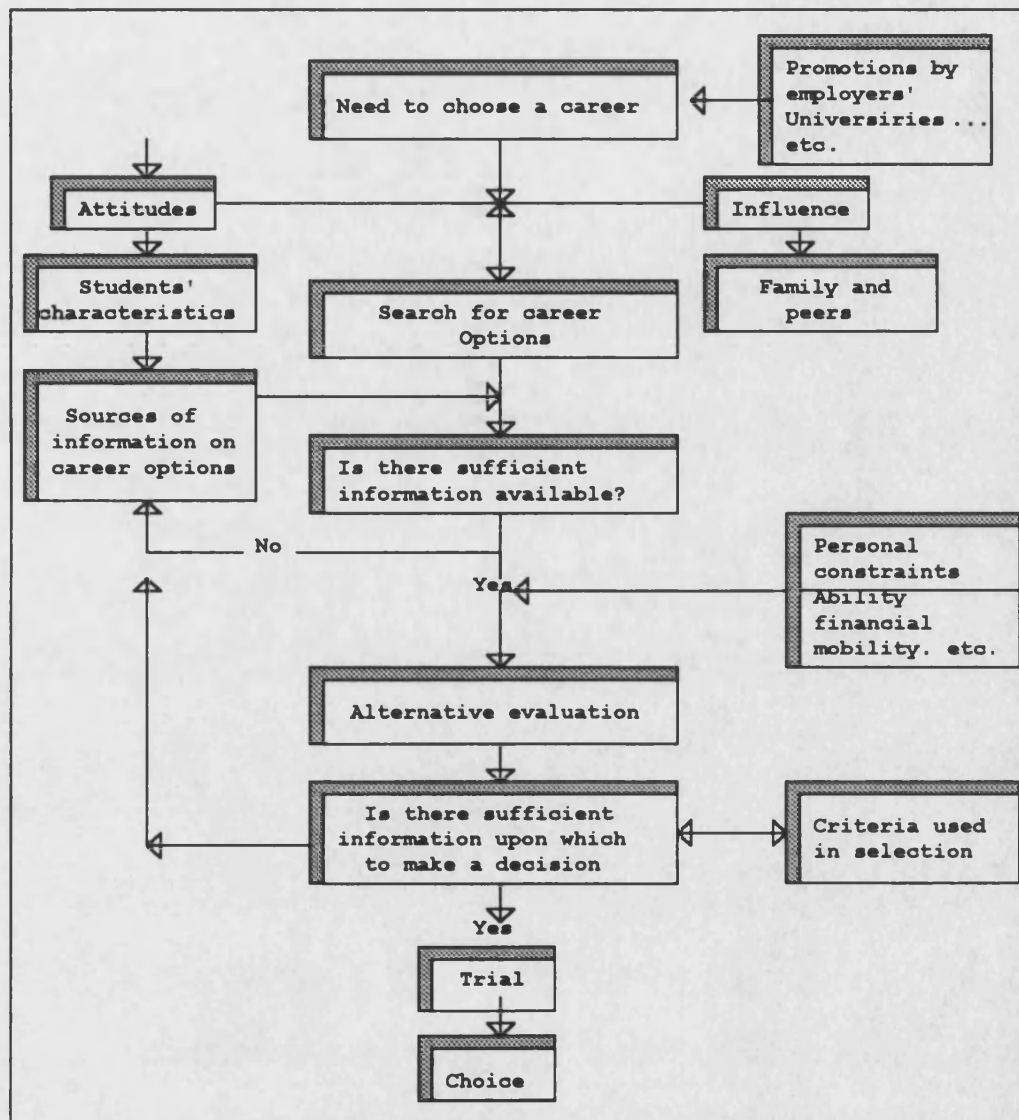 Need to choose a career
Promotions by
employers'
Universiries ...
etc.
Attitudes
Influence
Students'
characteristics
Search for career
Options
Family and
peers
Sources of
information on
career options
Is there sufficient
information available?
No
Yes
Personal
constraints
Ability
financial
mobility. etc.
Alternative evaluation
Is there sufficient
information upon which
to make a decision
Criteria used
in selection
Yes
Trial
Choice